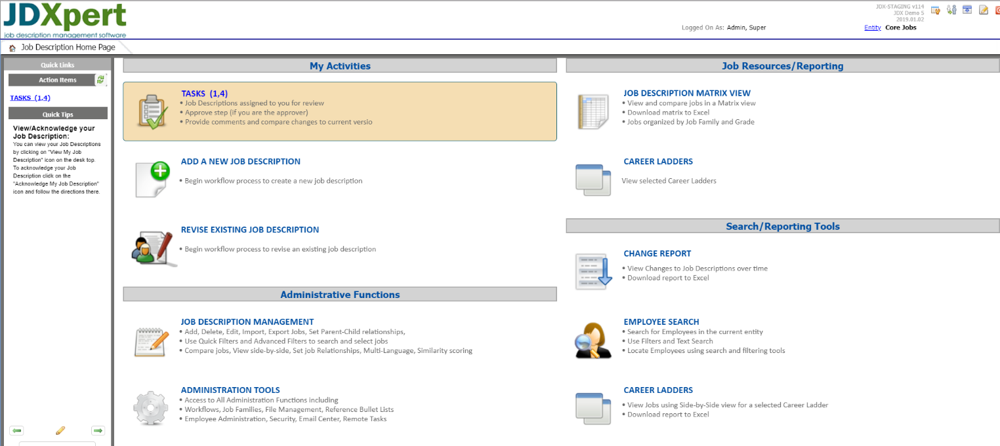 JDXpert
job description management software
JDX-STAGING v114
JDX Demo 5
2019.01.02
Logged On As: Admin, Super
Entity Core Jobs
Job Description Home Page
Quick Links
Action Items
TASKS (1,4)
Quick Tips
View/Acknowledge your
Job Description:
You can view your Job Descriptions
by clicking on "View My Job
Description" icon on the desk top.
To acknowledge your Job
Description clidk on the
"Acknowledge My Job Description"
icon and follow the directions there.
My Activities
TASKS (1,4)
• Job Descriptions assigned to you for review
• Approve step (if you are the approver)
• Provide comments and compare changes to current versio
ADD A NEW JOB DESCRIPTION
• Begin workflow process to create a new job description
REVISE EXISTING JOB DESCRIPTION
• Begin workflow process to revise an existing job description
Administrative Functions
JOB DESCRIPTION MANAGEMENT
• Add, Delete, Edit, Import, Export Jobs, Set Parent-Child relationships,
• Use Quick Filters and Advanced Filters to search and select jobs
• Compare jobs, View side-by-side, Set Job Relationships, Multi-Language, Similarity scoring
ADMINISTRATION TOOLS
• Access to All Administration Functions including
• Workflows, Job Families, File Management, Reference Bullet Lists
• Employee Administration, Security, Email Center, Remote Tasks
Job Resources/Reporting
JOB DESCRIPTION MATRIX VIEW
• View and compare jobs in a Matrix view
• Download matrix to Excel
• Jobs organized by Job Family and Grade
CAREER LADDERS
View selected Career Ladders
Search/Reporting Tools
CHANGE REPORT
• View Changes to Job Descriptions over time
• Download report to Excel
EMPLOYEE SEARCH
• Search for Employees in the current entity
• Use Filters and Text Search
• Locate Employees using search and filtering tools
CAREER LADDERS
• View Jobs using Side-by-Side view for a selected Career Ladder
• Download report to Excel